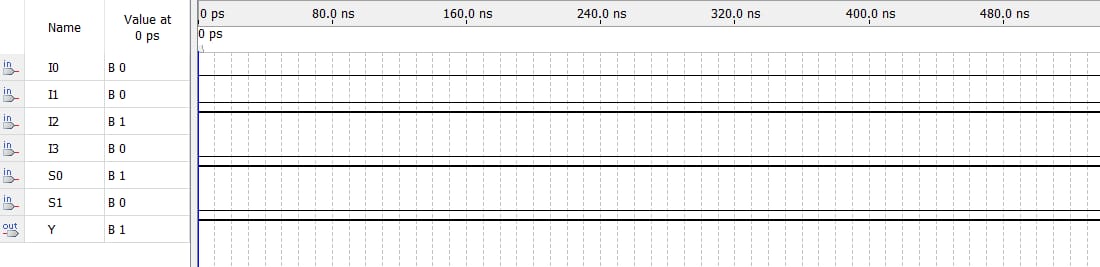 Name Value at 0 ps 0 ps 80.0 ns 160.0 ns 240.0 ns 320.0 ns 400.0 ns 480.0 ns
0 ps
in I0 B 0
in I1 B 0
in I2 B 1
in I3 B 0
in S0 B 1
in S1 B 0
out Y B 1